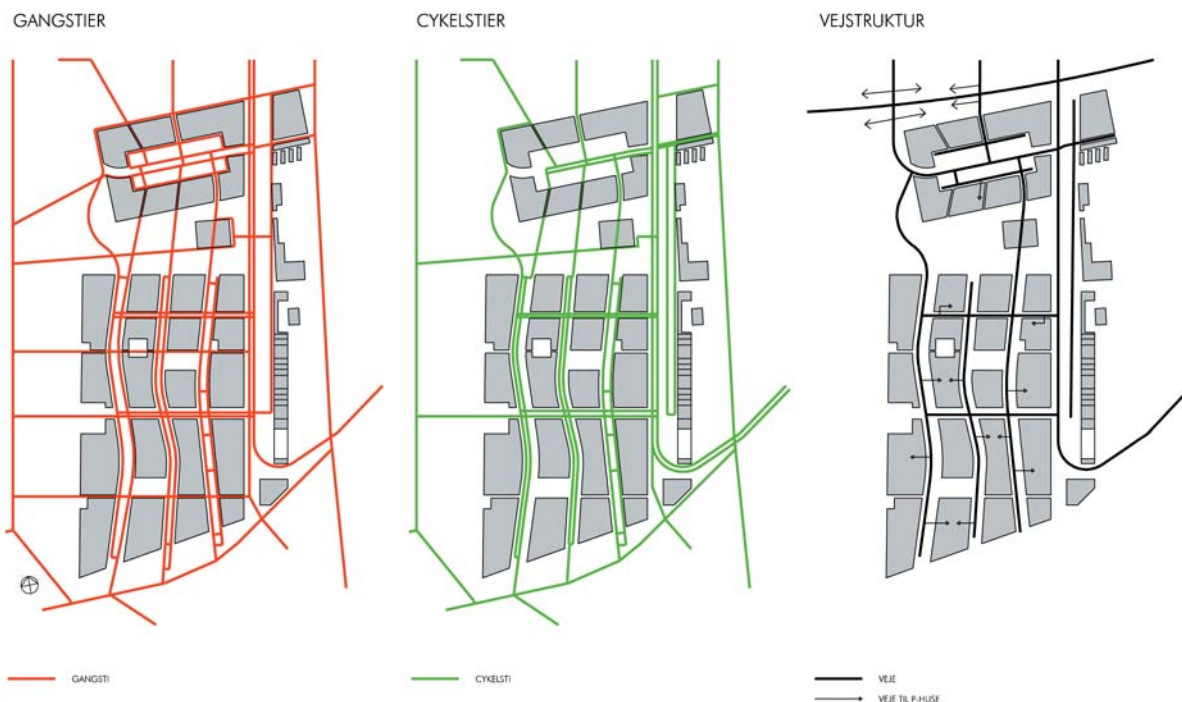 GANGSTIER
CYKELSTIER
VEJSTRUKTUR
GANGSTI
CYKELSTI
VEJE
VEJE TIL P-HUSE